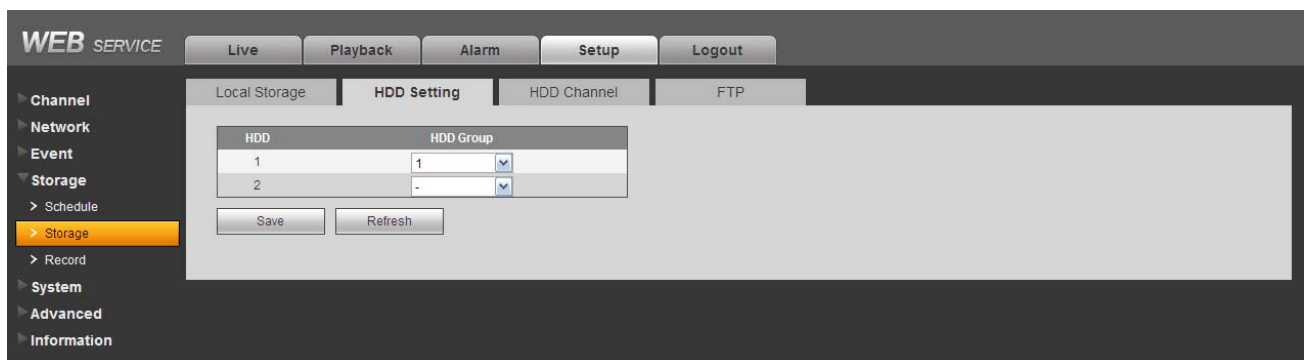 WEB SERVICE
Live Playback Alarm Setup Logout
Local Storage HDD Setting HDD Channel FTP
Channel
Network
Event
Storage
> Schedule
> Storage
> Record
System
Advanced
Information
HDD HDD Group
1 1
2 -
Save Refresh